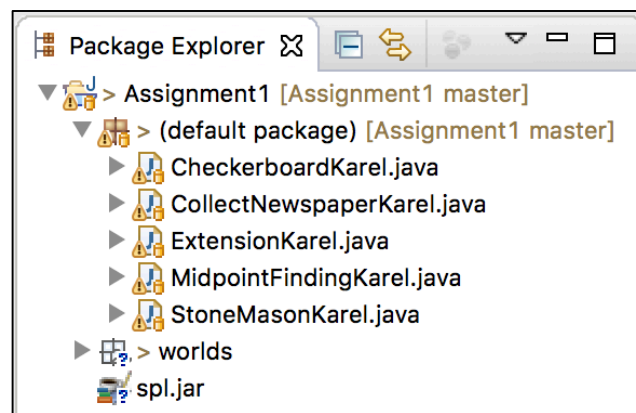 Package Explorer
> Assignment1 [Assignment1 master]
> (default package) [Assignment1 master]
CheckerboardKarel.java
CollectNewspaperKarel.java
ExtensionKarel.java
MidpointFindingKarel.java
StoneMasonKarel.java
> worlds
spl.jar